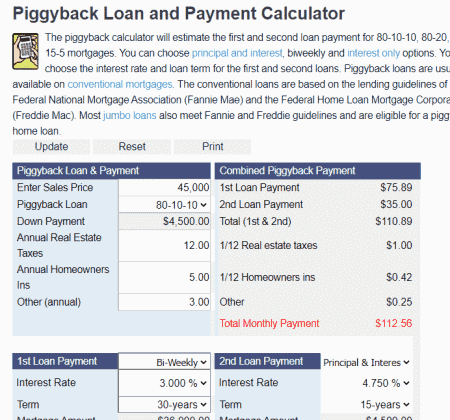 Piggyback Loan and Payment Calculator
The piggyback calculator will estimate the first and second loan payment for 80-10-10, 80-20,
15-5 mortgages. You can choose principal and interest, biweekly and interest only options. Yo
choose the interest rate and loan term for the first and second loans. Piggyback loans are usu
available on conventional mortgages. The conventional loans are based on the lending guidelines of
Federal National Mortgage Association (Fannie Mae) and the Federal Home Loan Mortgage Corpora
(Freddie Mac). Most jumbo loans also meet Fannie and Freddie guidelines and are eligible for a pigg
home loan.
Update Reset Print
Piggyback Loan & Payment Combined Piggyback Payment
Enter Sales Price 45,000 1st Loan Payment $75.89
Piggyback Loan 80-10-10 2nd Loan Payment $35.00
Down Payment $4,500.00 Total (1st & 2nd) $110.89
Annual Real Estate
Taxes 12.00 1/12 Real estate taxes $1.00
Annual Homeowners
Ins 5.00 1/12 Homeowners ins $0.42
Other (annual) 3.00 Other $0.25
Total Monthly Payment $112.56
1st Loan Payment Bi-Weekly 2nd Loan Payment Principal & Interes
Interest Rate 3.000 % Interest Rate 4.750 %
Term 30-years Term 15-years
Mortgage Amount $36,000.00 Mortgage Amount $4,500.00